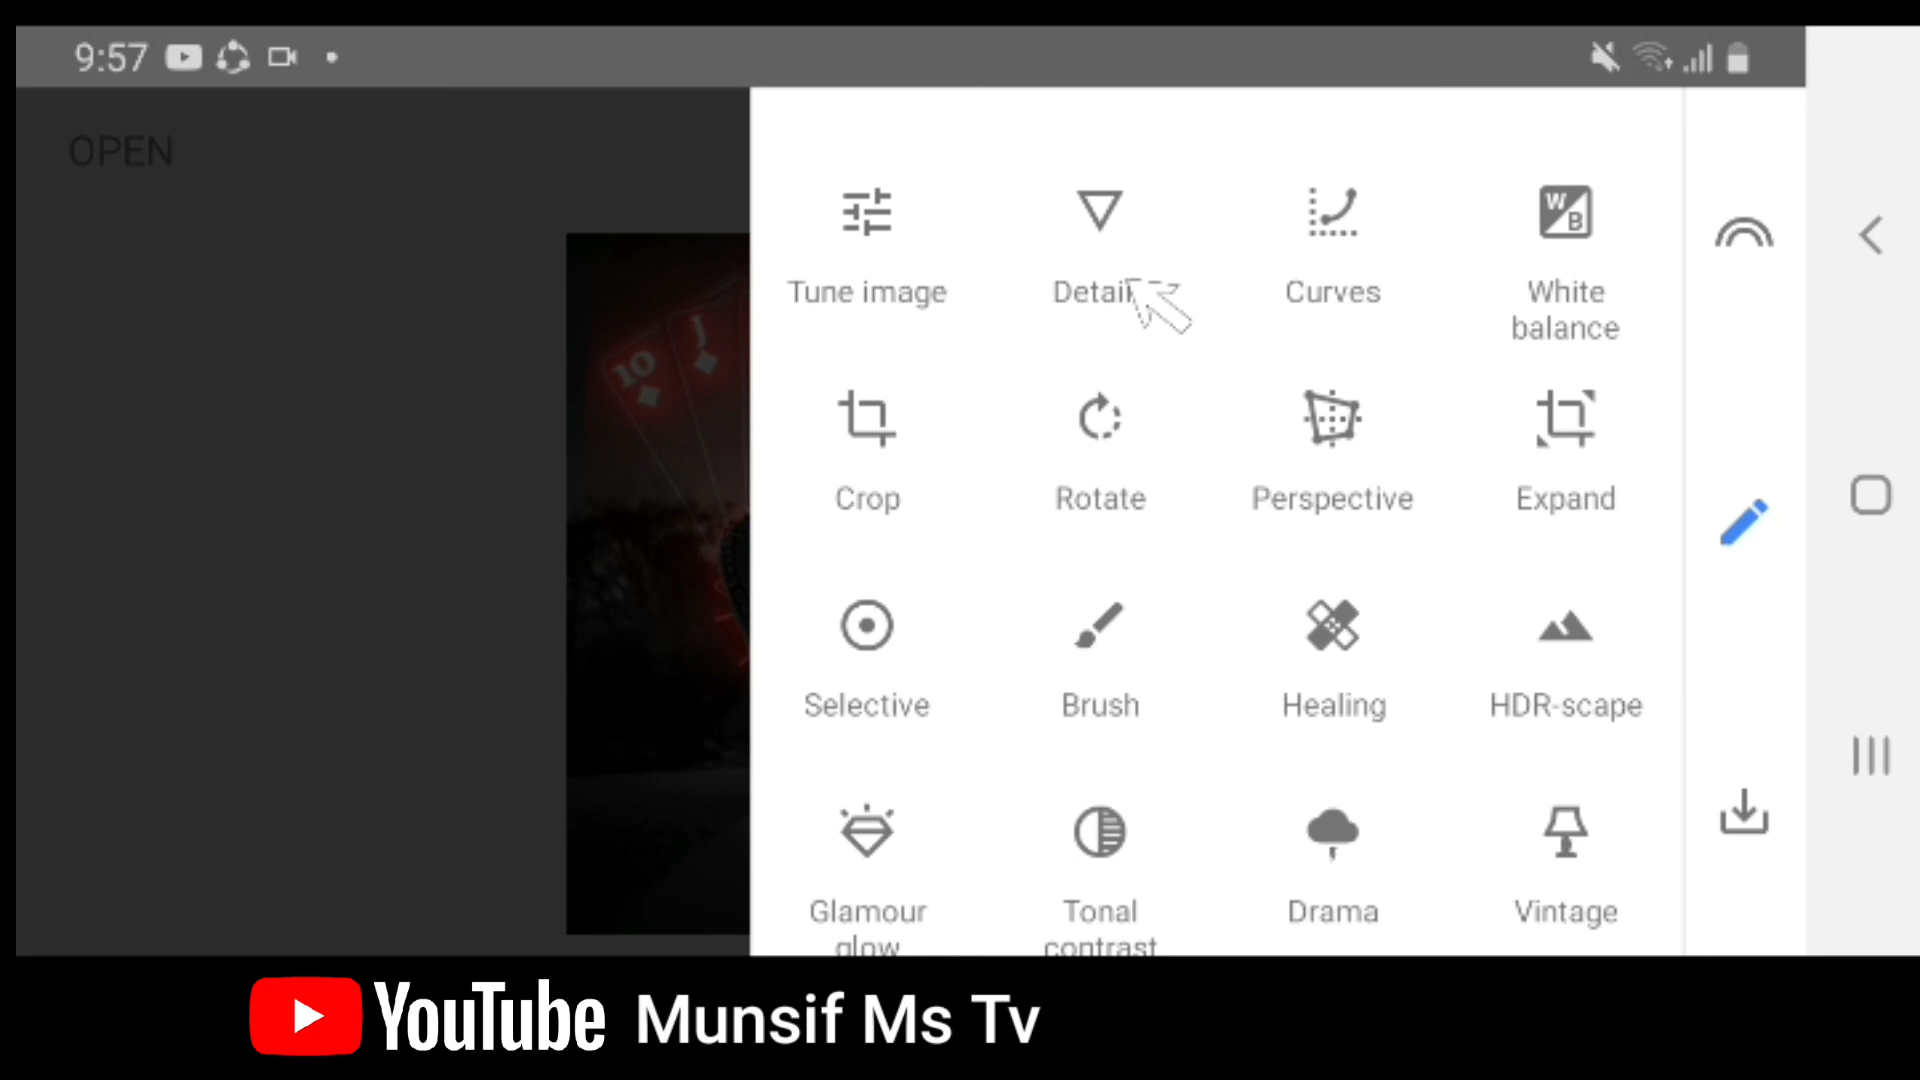 9:57
OPEN
Tune image
Curves
White
balance
W
B
Crop
Rotate
Perspective
Expand
10
J
Selective
Brush
Healing
HDR-scape
Glamour
glow
Tonal
contrast
Drama
Vintage
YouTube Munsif Ms Tv